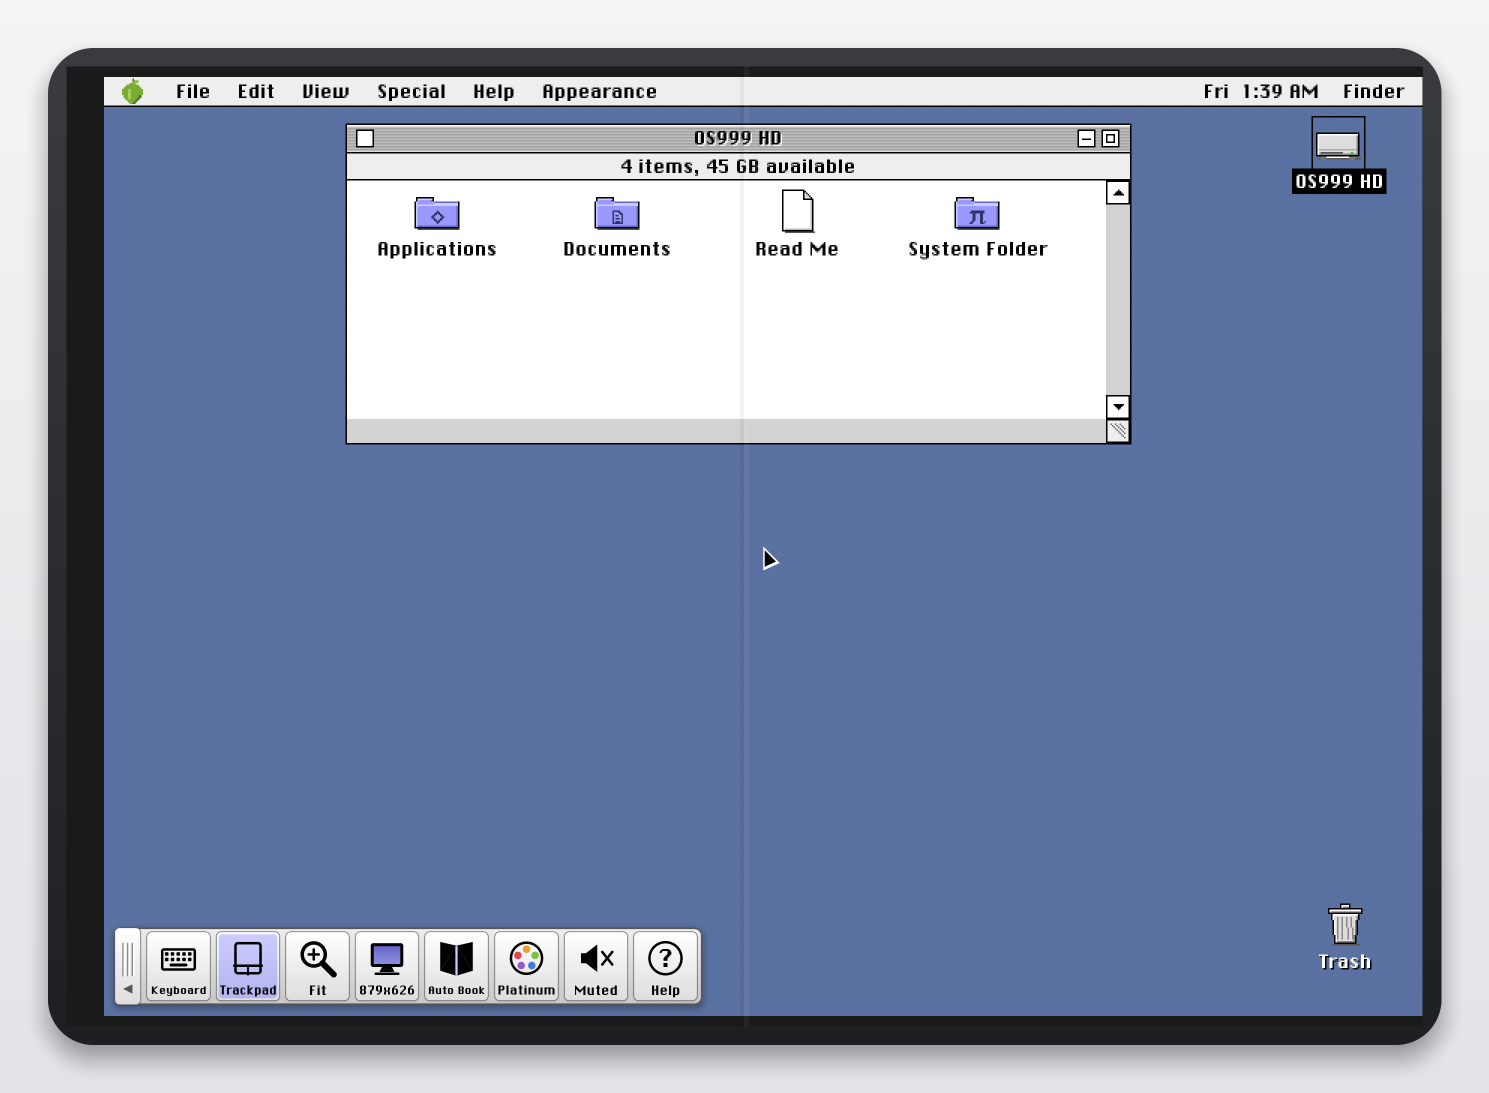 File Edit View Special Help Appearance Fri 1:39 AM Finder
OS999 HD
4 items, 45 GB available
Applications Documents Read Me System Folder
OS999 HD
Trash
Keyboard Trackpad Fit 879x626 Auto Book Platinum Muted Help